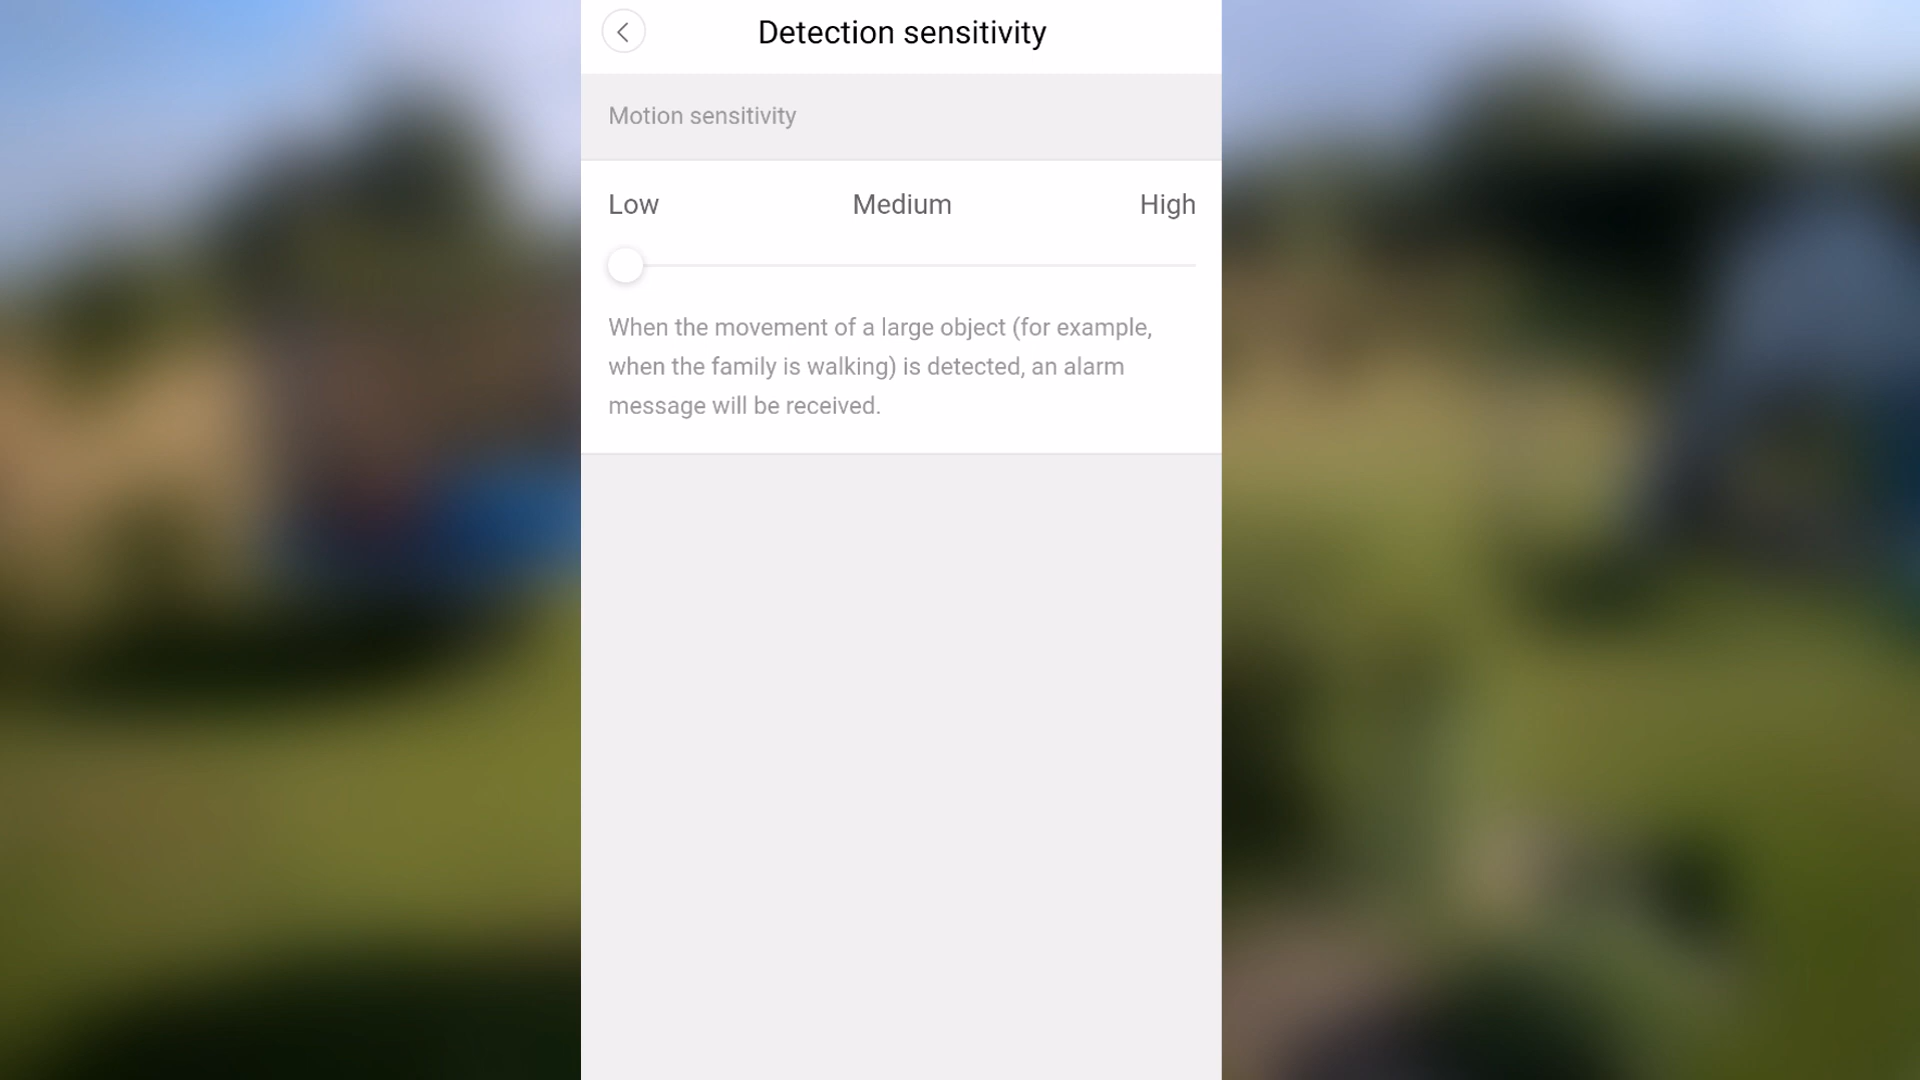 Detection sensitivity
Motion sensitivity
Low Medium High
When the movement of a large object (for example,
when the family is walking) is detected, an alarm
message will be received.